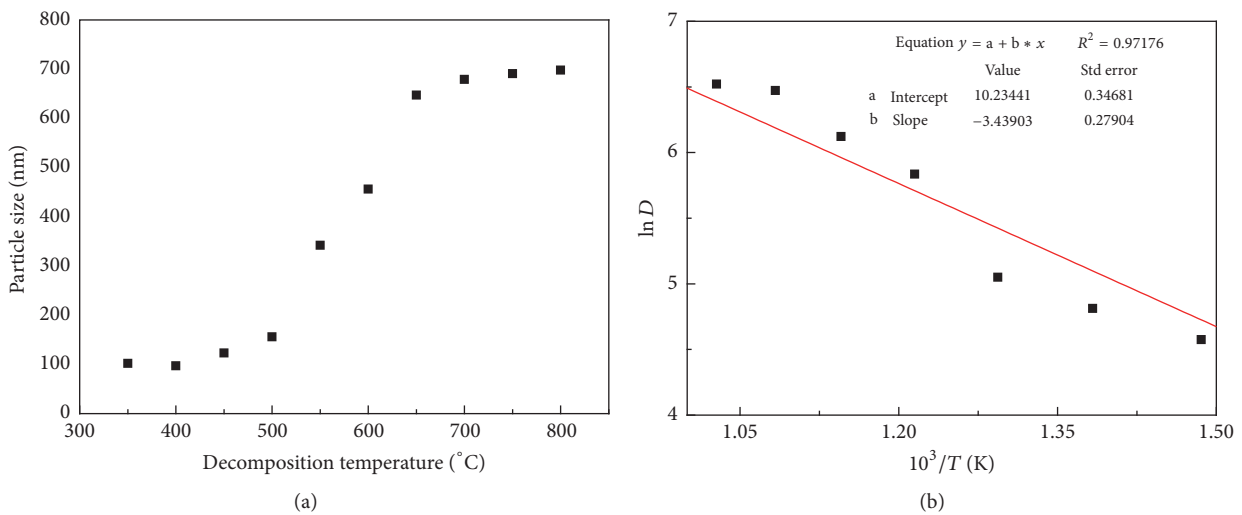 800
700
600
500
400
300
200
100
0
Particle size (nm)
300 400 500 600 700 800
Decomposition temperature (°C)
(a)
7
6
5
4
ln D
Equation y = a + b * x R² = 0.97176
Value Std error
a Intercept 10.23441 0.34681
b Slope −3.43903 0.27904
1.05 1.20 1.35 1.50
10³/T (K)
(b)